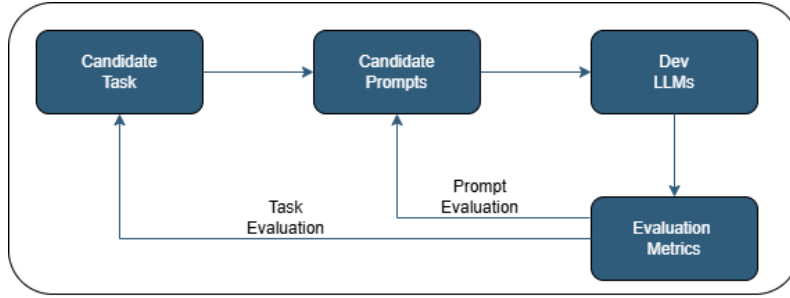 Candidate
Task
Candidate
Prompts
Dev
LLMs
Prompt
Evaluation
Task
Evaluation
Evaluation
Metrics